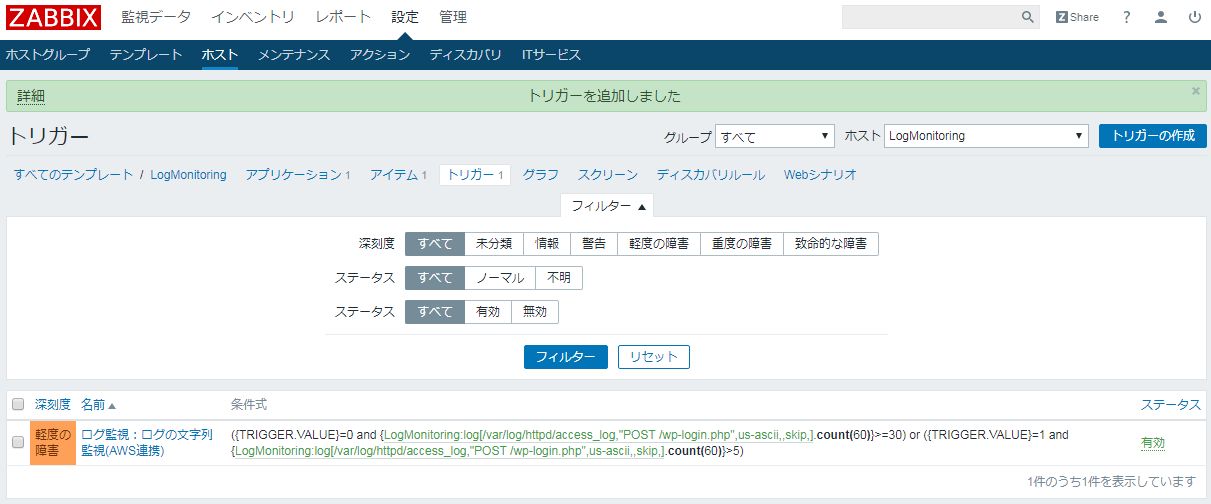 ZABBIX 監視データ インベントリ レポート 設定 管理 Z Share ?
ホストグループ テンプレート ホスト メンテナンス アクション ディスカバリ ITサービス
詳細 トリガーを追加しました ×
トリガー グループ すべて ▼ ホスト LogMonitoring ▼ トリガーの作成
すべてのテンプレート / LogMonitoring アプリケーション 1 アイテム 1 トリガー 1 グラフ スクリーン ディスカバリルール Webシナリオ
フィルター ▲
深刻度 すべて 未分類 情報 警告 軽度の障害 重度の障害 致命的な障害
ステータス すべて ノーマル 不明
ステータス すべて 有効 無効
フィルター リセット
深刻度 名前 ▲ 条件式 ステータス
軽度の ログ監視：ログの文字列 ({TRIGGER.VALUE}=0 and {LogMonitoring:log[/var/log/httpd/access_log,"POST /wp-login.php",us-ascii,,skip,].count(60)}>=30) or ({TRIGGER.VALUE}=1 and 有効
障害 監視(AWS連携) {LogMonitoring:log[/var/log/httpd/access_log,"POST /wp-login.php",us-ascii,,skip,].count(60)}>5)
1件のうち1件を表示しています